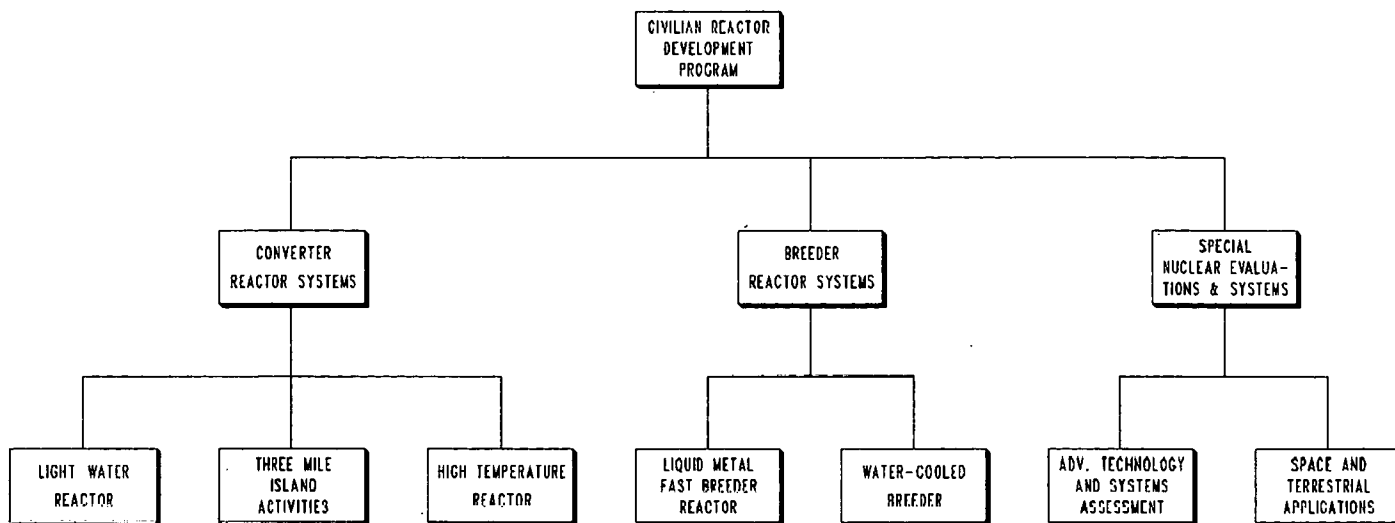 CIVILIAN REACTOR
DEVELOPMENT
PROGRAM
CONVERTER
REACTOR SYSTEMS
BREEDER
REACTOR SYSTEMS
SPECIAL
NUCLEAR EVALUA-
TIONS & SYSTEMS
LIGHT WATER
REACTOR
THREE MILE
ISLAND
ACTIVITIES
HIGH TEMPERATURE
REACTOR
LIQUID METAL
FAST BREEDER
REACTOR
WATER-COOLED
BREEDER
ADV. TECHNOLOGY
AND SYSTEMS
ASSESSMENT
SPACE AND
TERRESTRIAL
APPLICATIONS